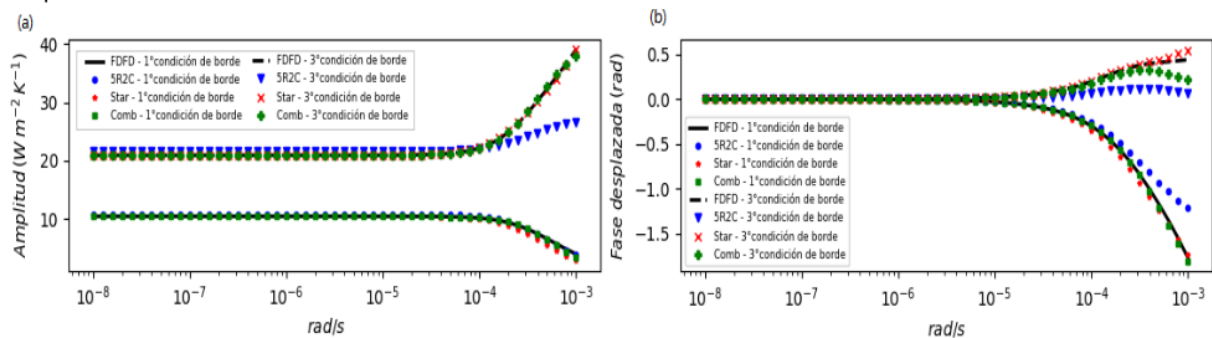 (a)
Amplitud (W m⁻² K⁻¹)
40
30
20
10
FDFD - 1°condición de borde
5R2C - 1°condición de borde
Star - 1°condición de borde
Comb - 1°condición de borde
FDFD - 3°condición de borde
5R2C - 3°condición de borde
Star - 3°condición de borde
Comb - 3°condición de borde
10⁻⁸ 10⁻⁷ 10⁻⁶ 10⁻⁵ 10⁻⁴ 10⁻³
rad/s
(b)
Fase desplazada (rad)
0.5
0.0
−0.5
−1.0
−1.5
FDFD - 1°condición de borde
5R2C - 1°condición de borde
Star - 1°condición de borde
Comb - 1°condición de borde
FDFD - 3°condición de borde
5R2C - 3°condición de borde
Star - 3°condición de borde
Comb - 3°condición de borde
10⁻⁸ 10⁻⁷ 10⁻⁶ 10⁻⁵ 10⁻⁴ 10⁻³
rad/s